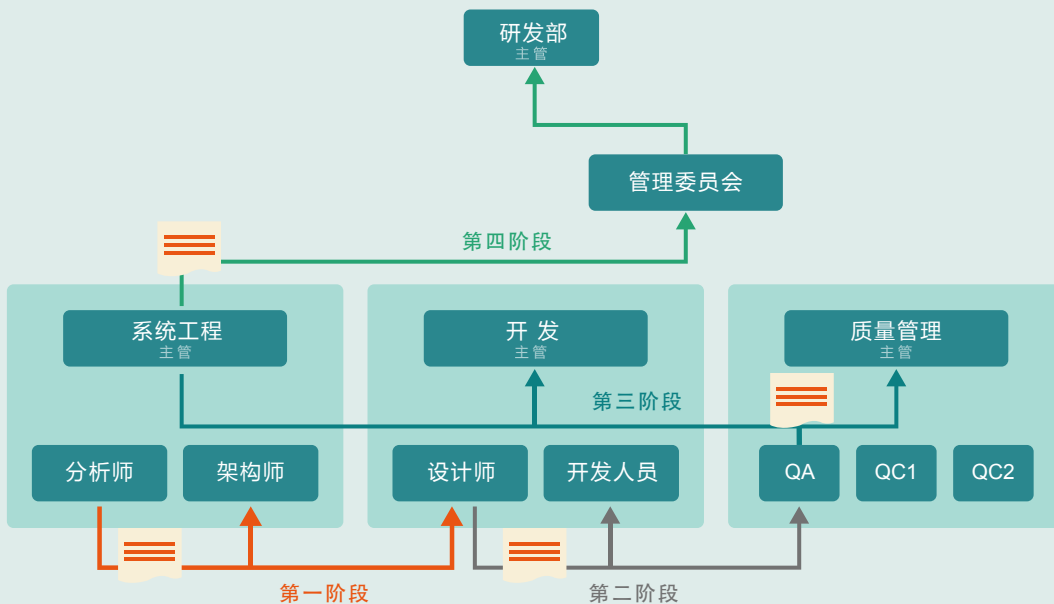 研发部
主管
管理委员会
第四阶段
系统工程
主管
开 发
主管
质量管理
主管
第三阶段
分析师
架构师
设计师
开发人员
QA
QC1
QC2
第一阶段
第二阶段